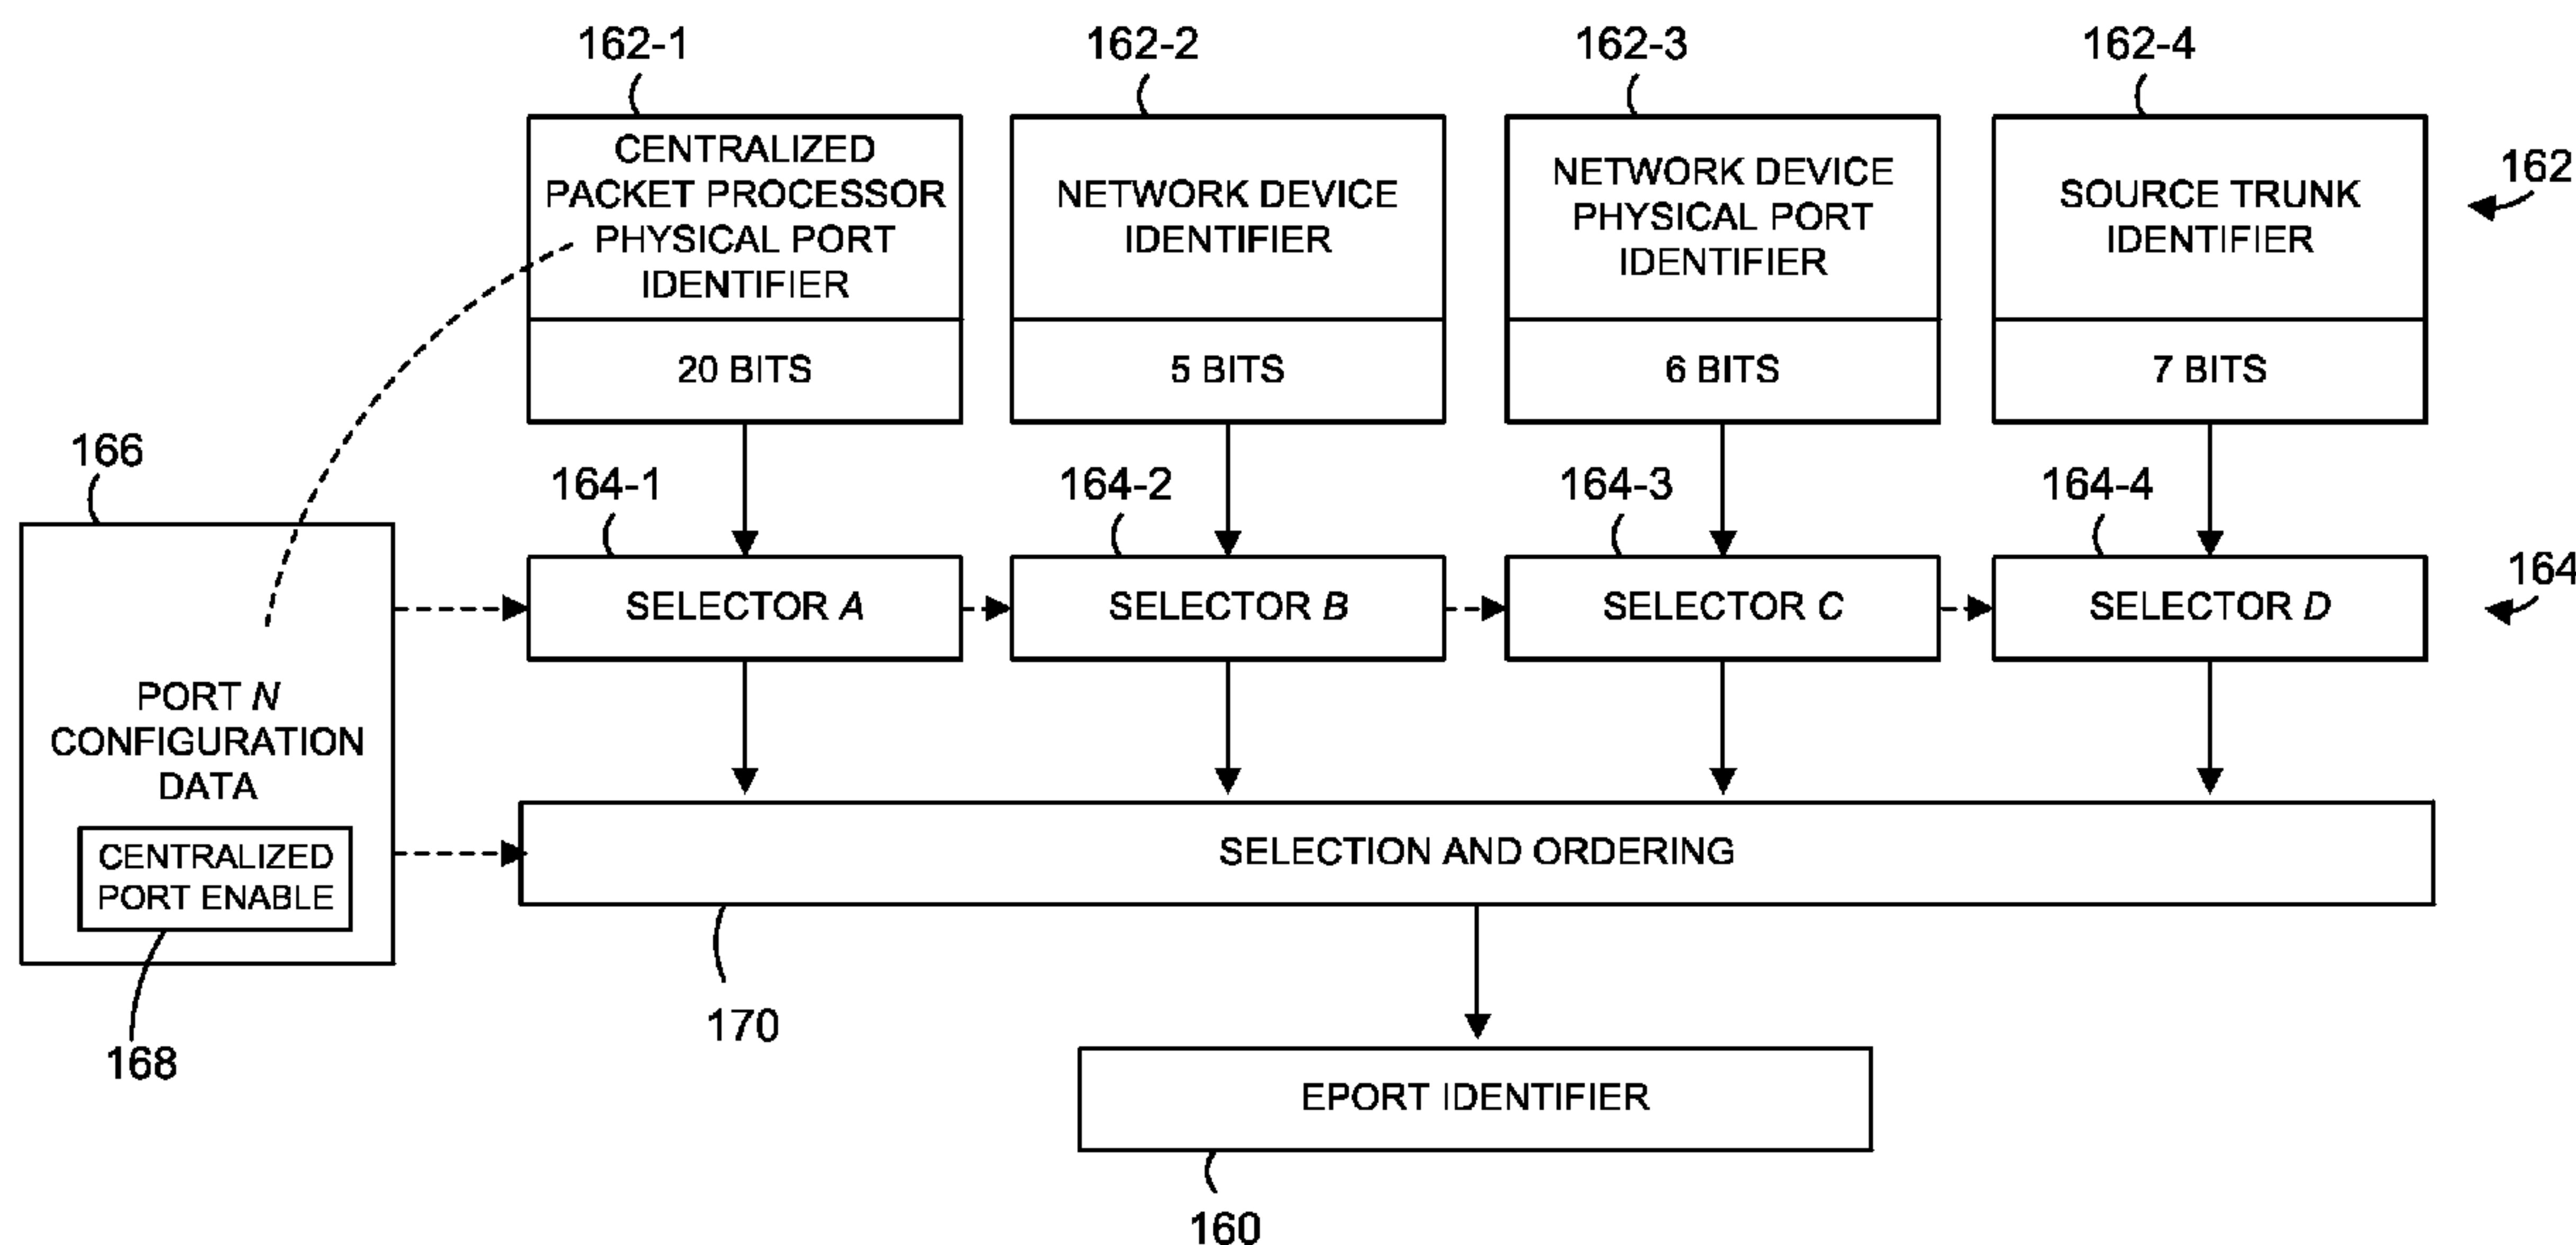 162-1
162-2
162-3
162-4
CENTRALIZED
PACKET PROCESSOR
PHYSICAL PORT
IDENTIFIER
NETWORK DEVICE
IDENTIFIER
NETWORK DEVICE
PHYSICAL PORT
IDENTIFIER
SOURCE TRUNK
IDENTIFIER
162
20 BITS
5 BITS
6 BITS
7 BITS
166
164-1
164-2
164-3
164-4
SELECTOR A
SELECTOR B
SELECTOR C
SELECTOR D
164
PORT N
CONFIGURATION
DATA
CENTRALIZED
PORT ENABLE
SELECTION AND ORDERING
170
168
EPORT IDENTIFIER
160